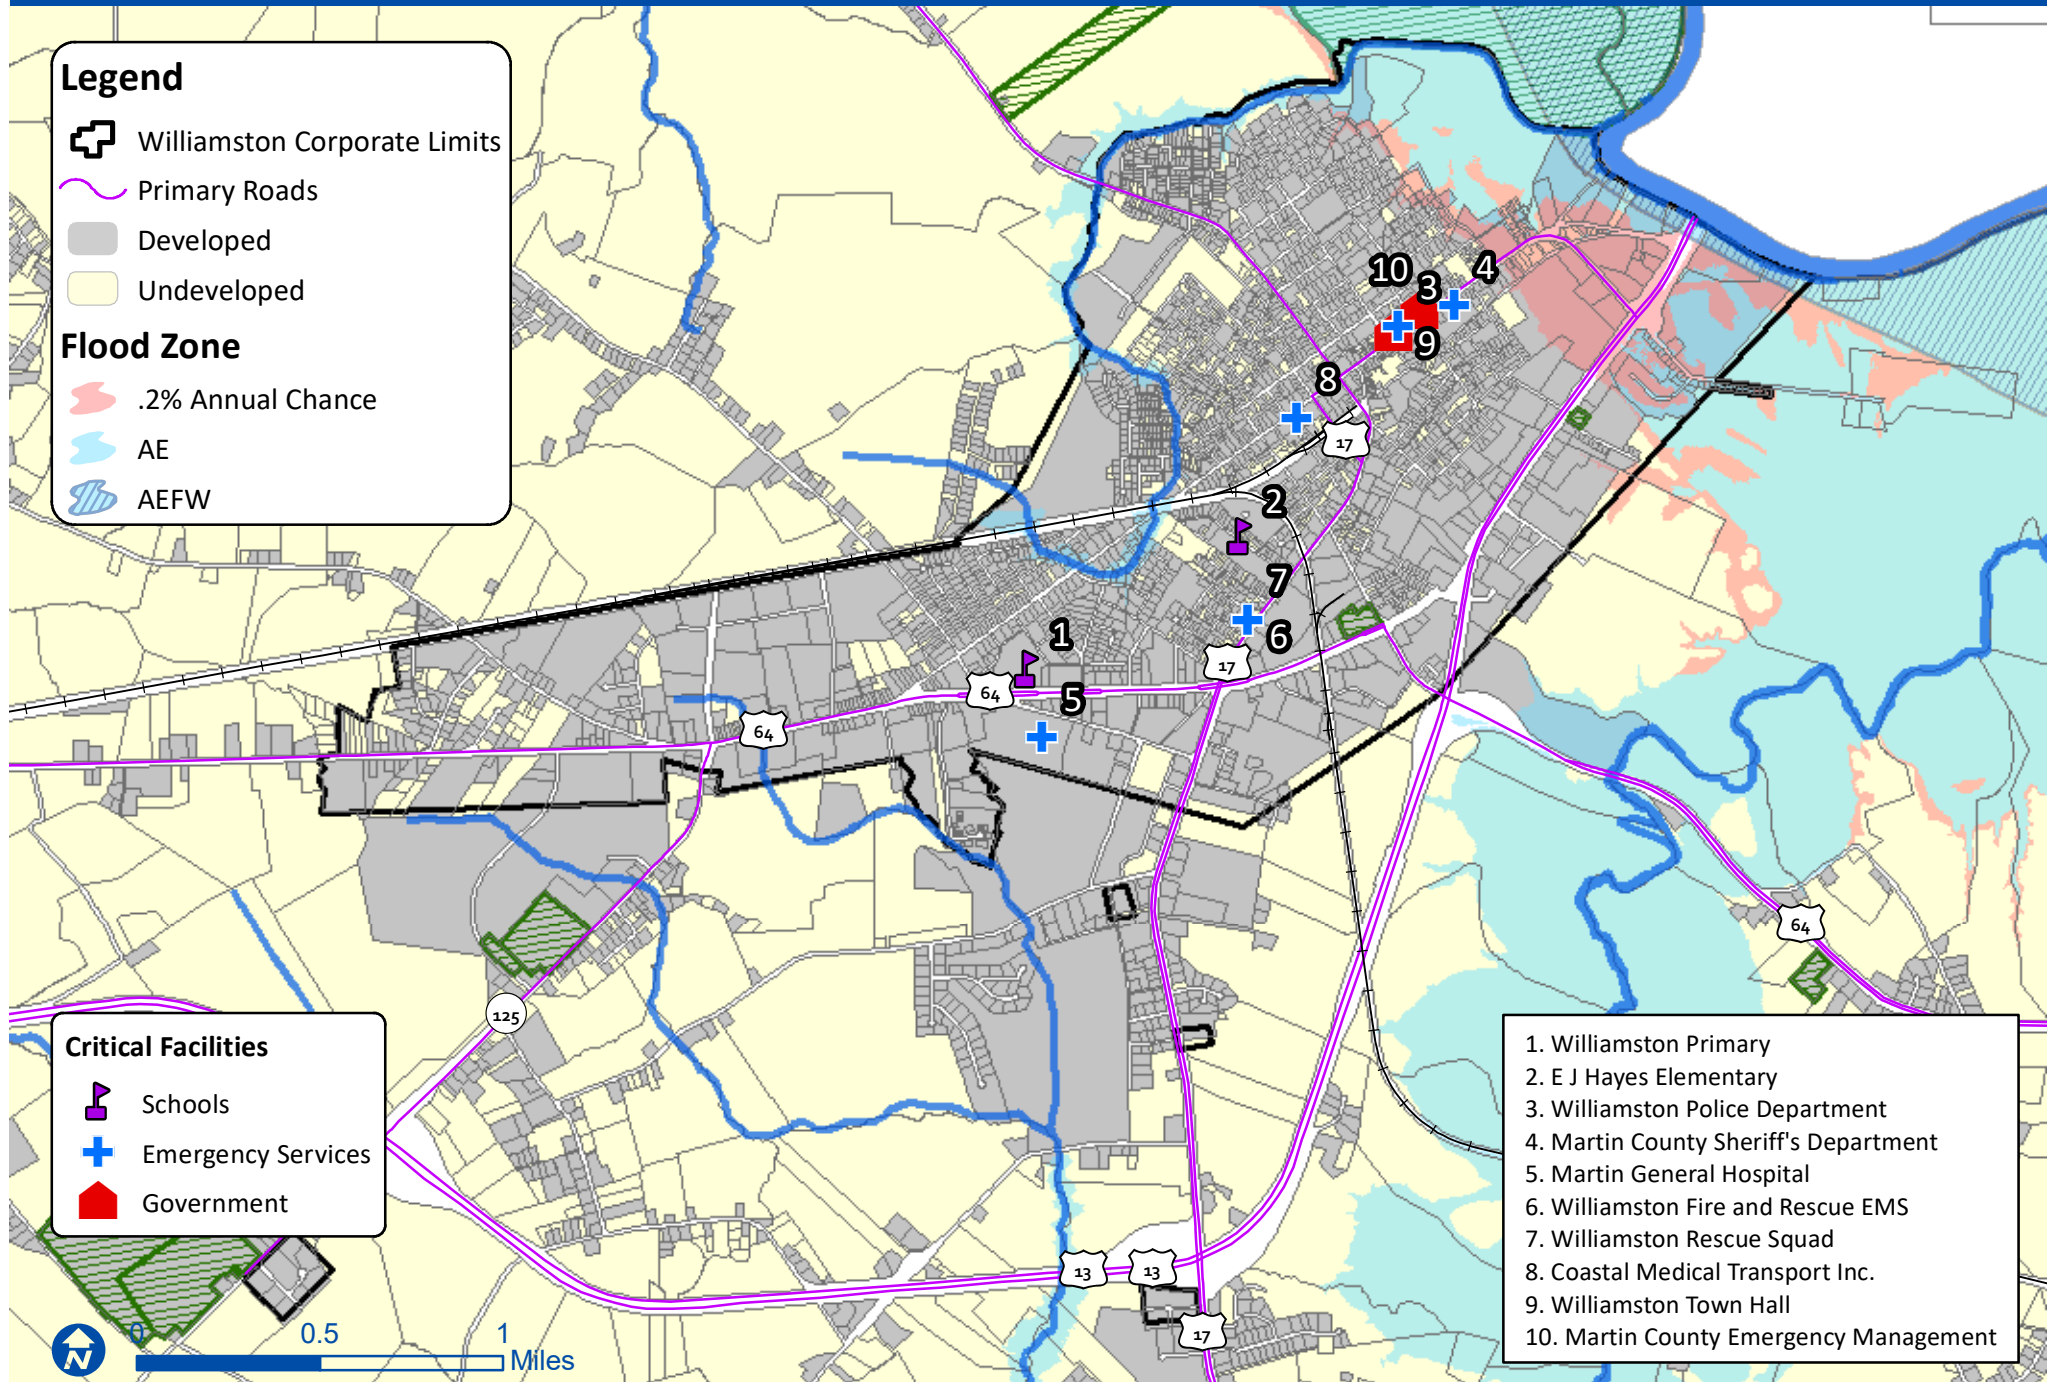 Legend
Williamston Corporate Limits
Primary Roads
Developed
Undeveloped
Flood Zone
.2% Annual Chance
AE
AEFW
10
3
4
9
8
17
2
7
6
1
17
64
5
64
64
125
13
13
17
Critical Facilities
Schools
Emergency Services
Government
1. Williamston Primary
2. E J Hayes Elementary
3. Williamston Police Department
4. Martin County Sheriff's Department
5. Martin General Hospital
6. Williamston Fire and Rescue EMS
7. Williamston Rescue Squad
8. Coastal Medical Transport Inc.
9. Williamston Town Hall
10. Martin County Emergency Management
N
0 0.5 1
Miles